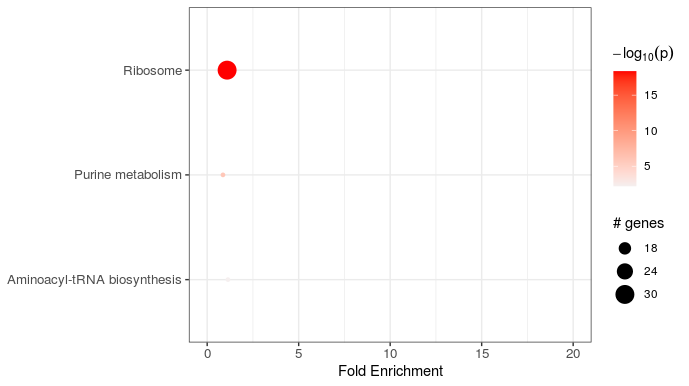 Ribosome
Purine metabolism
Aminoacyl-tRNA biosynthesis
0 5 10 15 20
Fold Enrichment
−log10(p)
15
10
5
# genes
18
24
30